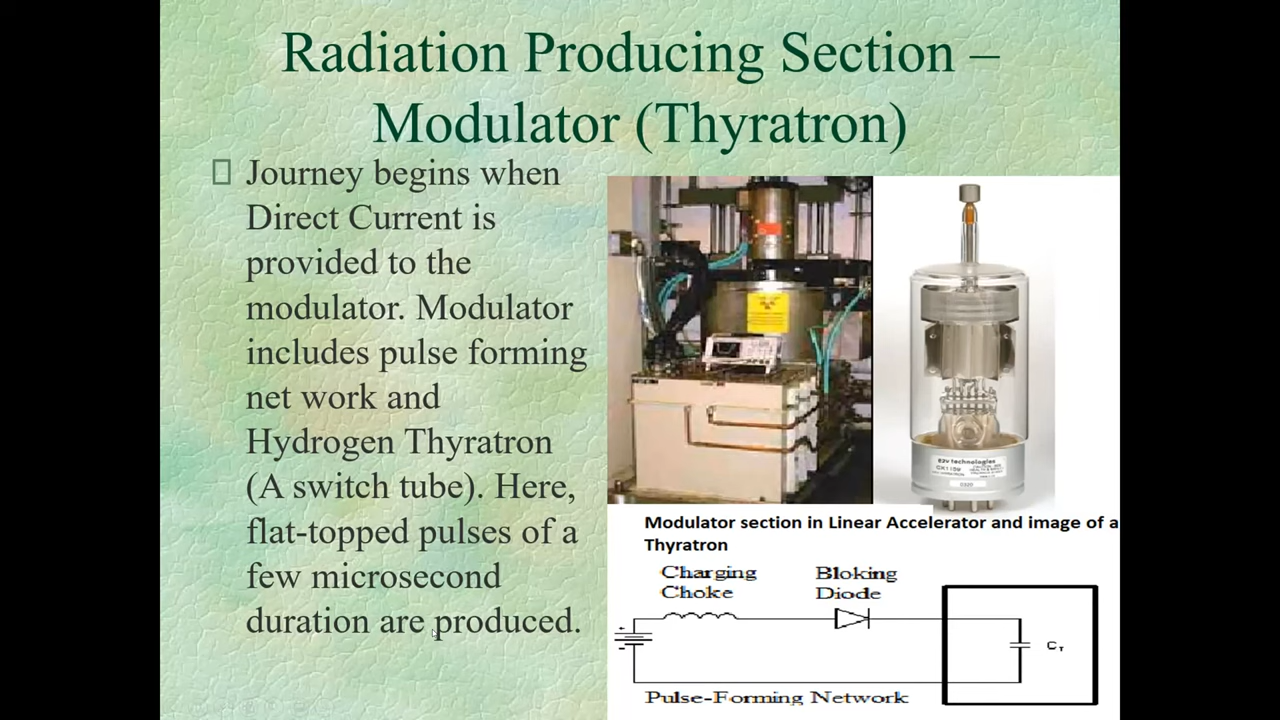 Radiation Producing Section –
Modulator (Thyratron)
Journey begins when
Direct Current is
provided to the
modulator. Modulator
includes pulse forming
net work and
Hydrogen Thyratron
(A switch tube). Here,
flat-topped pulses of a
few microsecond
duration are produced.
e2v technologies
Modulator section in Linear Accelerator and image of a
Thyratron
Charging
Choke
Bloking
Diode
C
Pulse-Forming Network